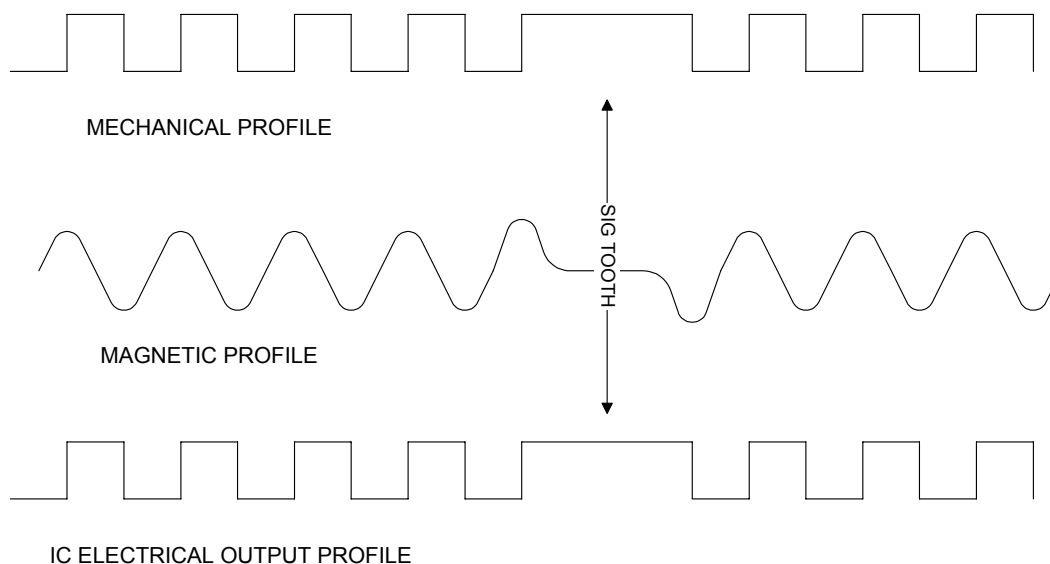 MECHANICAL PROFILE
SIG TOOTH
MAGNETIC PROFILE
IC ELECTRICAL OUTPUT PROFILE